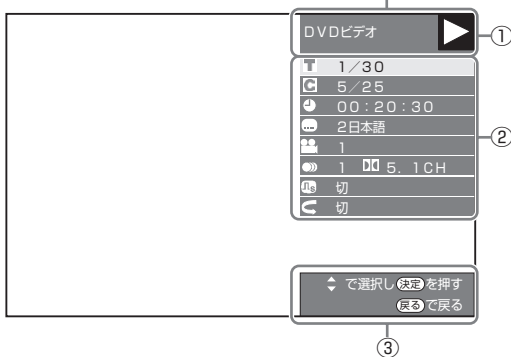 DVDビデオ
①
T 1/30
C 5/25
00:20:30
2日本語
1
1 5.1CH
切
切
②
で選択し 決定 を押す
戻る で戻る
③